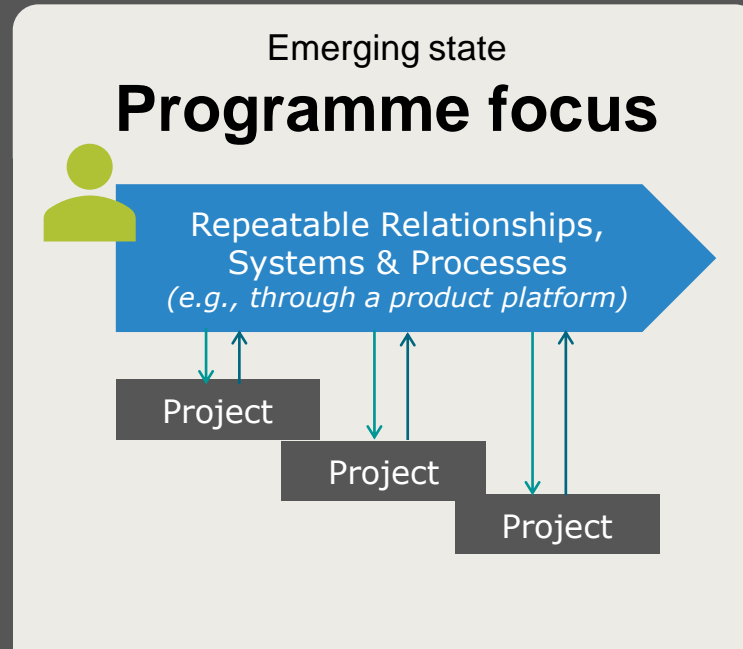 Emerging state
Programme focus
Repeatable Relationships,
Systems & Processes
(e.g., through a product platform)
Project
Project
Project